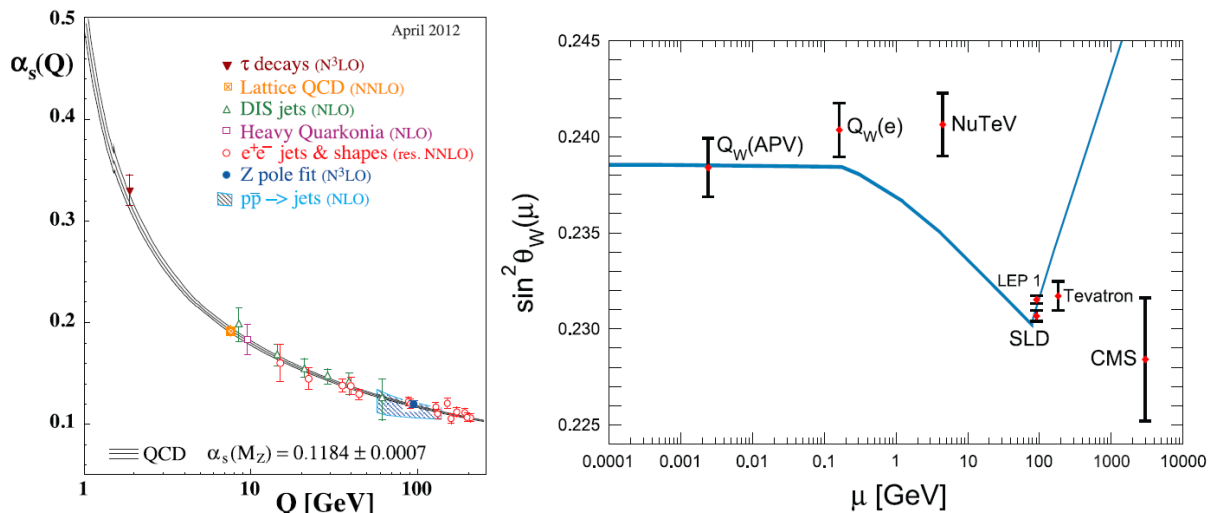 0.5
0.4
0.3
0.2
0.1
αs(Q)
April 2012
τ decays (N³LO)
Lattice QCD (NNLO)
DIS jets (NLO)
Heavy Quarkonia (NLO)
e⁺e⁻ jets & shapes (res. NNLO)
Z pole fit (N³LO)
pp̅ –> jets (NLO)
QCD αs(MZ) = 0.1184 ± 0.0007
1 10 100
Q [GeV]
0.245
0.240
0.235
0.230
0.225
sin²θW(μ)
QW(APV)
QW(e)
NuTeV
LEP 1
SLD
Tevatron
CMS
0.0001 0.001 0.01 0.1 1 10 100 1000 10000
μ [GeV]